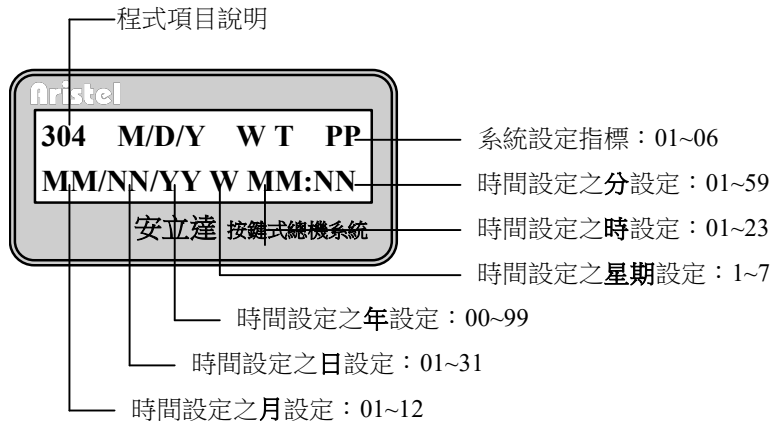 程式項目說明
Aristel
304 M/D/Y W T PP
MM/NN/YY W MM:NN
安立達 按鍵式總機系統
系統設定指標：01~06
時間設定之分設定：01~59
時間設定之時設定：01~23
時間設定之星期設定：1~7
時間設定之年設定：00~99
時間設定之日設定：01~31
時間設定之月設定：01~12